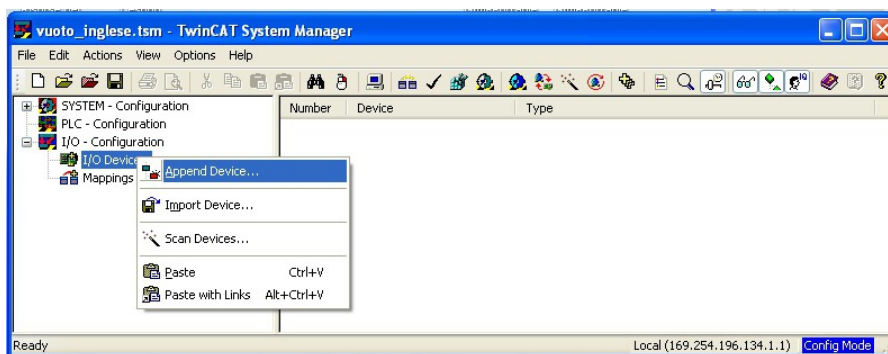 vuoto_inglese.tsm - TwinCAT System Manager
File Edit Actions View Options Help
SYSTEM - Configuration
PLC - Configuration
I/O - Configuration
I/O Device
Mappings
Number Device Type
Append Device...
Import Device...
Scan Devices...
Paste Ctrl+V
Paste with Links Alt+Ctrl+V
Ready Local (169.254.196.134.1.1) Config Mode